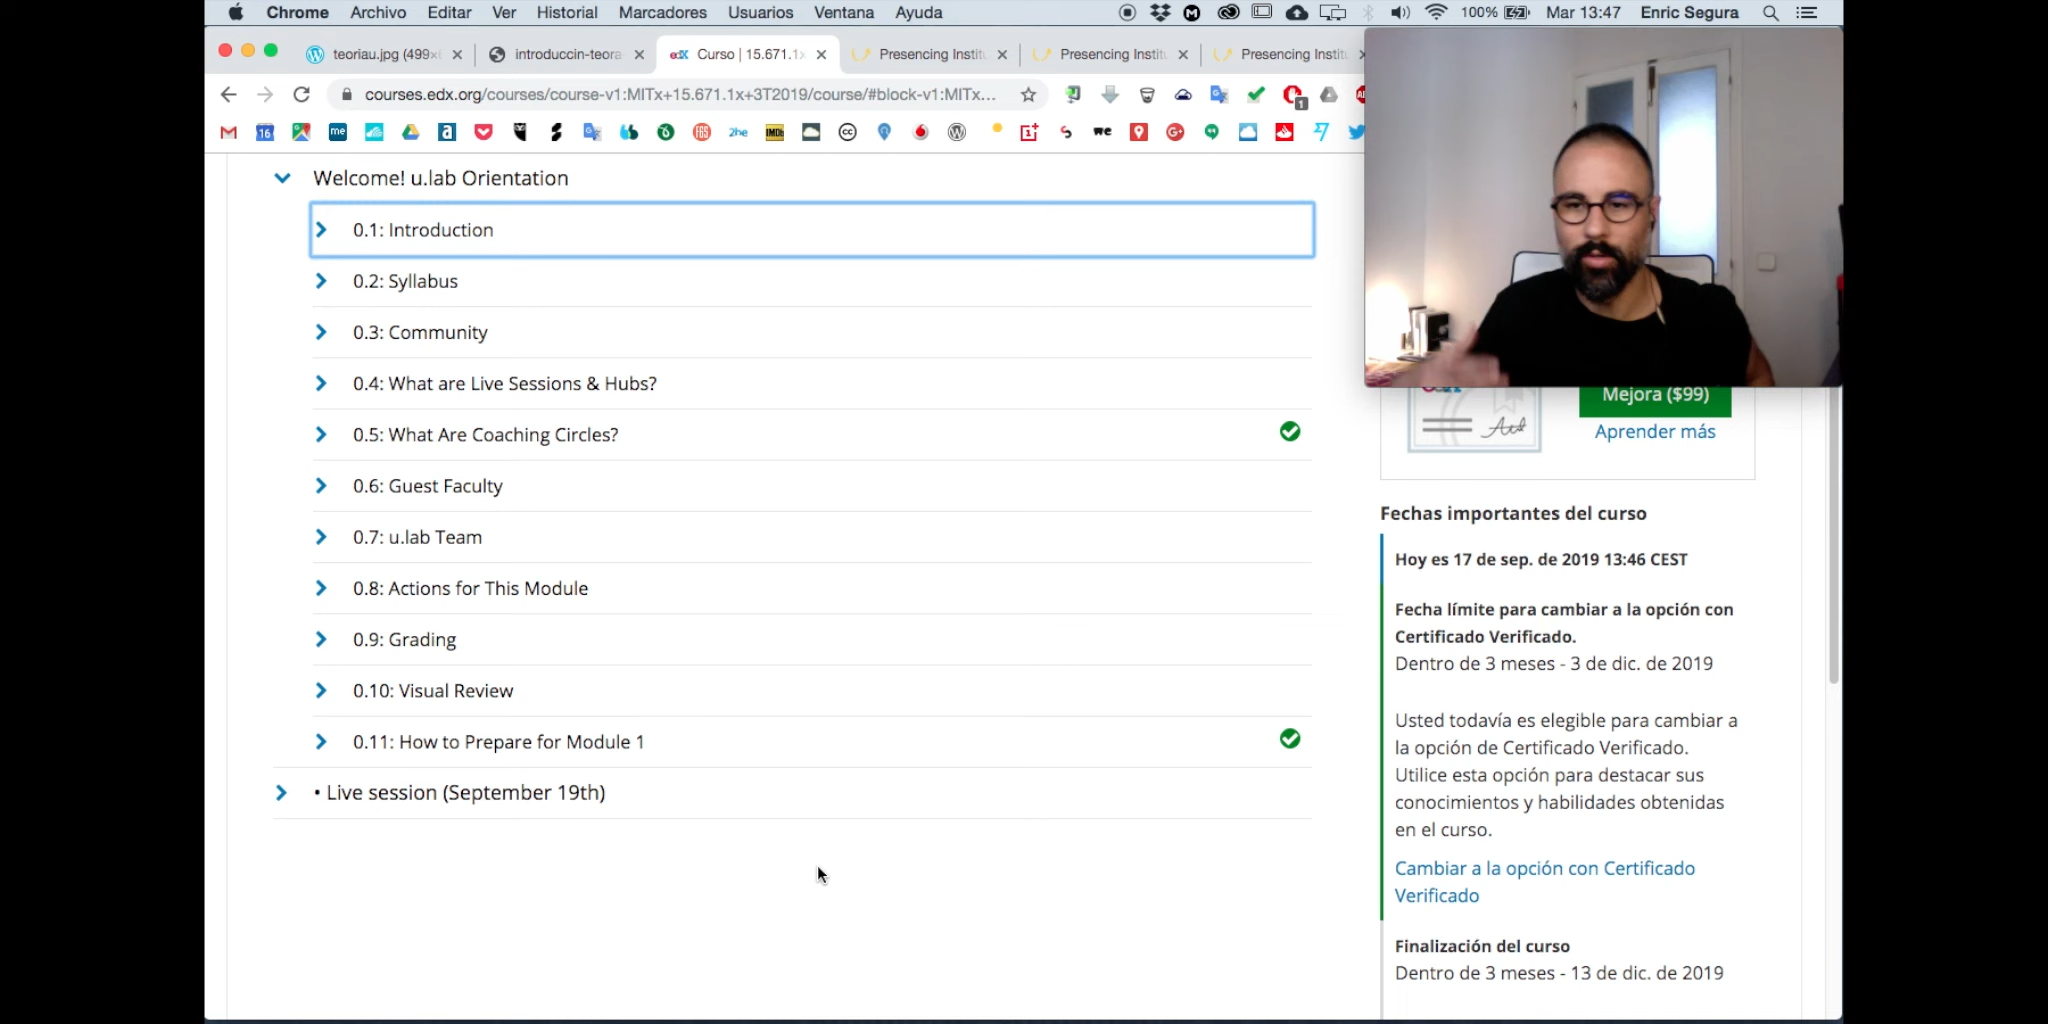 Chrome Archivo Editar Ver Historial Marcadores Usuarios Ventana Ayuda 100% Mar 13:47 Enric Segura
teoriau.jpg (499× introduccin-teora edX Curso | 15.671.1x Presencing Institu Presencing Institu Presencing Institu
courses.edx.org/courses/course-v1:MITx+15.671.1x+3T2019/course/#block-v1:MITx...
Welcome! u.lab Orientation
0.1: Introduction
0.2: Syllabus
0.3: Community
0.4: What are Live Sessions & Hubs?
0.5: What Are Coaching Circles?
0.6: Guest Faculty
0.7: u.lab Team
0.8: Actions for This Module
0.9: Grading
0.10: Visual Review
0.11: How to Prepare for Module 1
• Live session (September 19th)
Mejora ($99)
Aprender más
Fechas importantes del curso
Hoy es 17 de sep. de 2019 13:46 CEST
Fecha límite para cambiar a la opción con
Certificado Verificado.
Dentro de 3 meses - 3 de dic. de 2019
Usted todavía es elegible para cambiar a
la opción de Certificado Verificado.
Utilice esta opción para destacar sus
conocimientos y habilidades obtenidas
en el curso.
Cambiar a la opción con Certificado
Verificado
Finalización del curso
Dentro de 3 meses - 13 de dic. de 2019